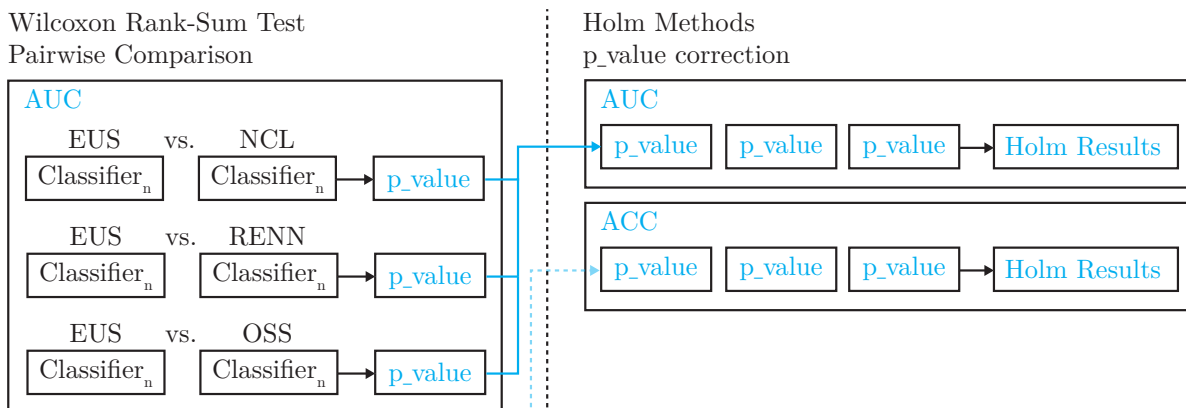 Wilcoxon Rank-Sum Test
Pairwise Comparison
AUC
EUS vs. NCL
Classifierₙ Classifierₙ p_value
EUS vs. RENN
Classifierₙ Classifierₙ p_value
EUS vs. OSS
Classifierₙ Classifierₙ p_value
Holm Methods
p_value correction
AUC
p_value p_value p_value Holm Results
ACC
p_value p_value p_value Holm Results